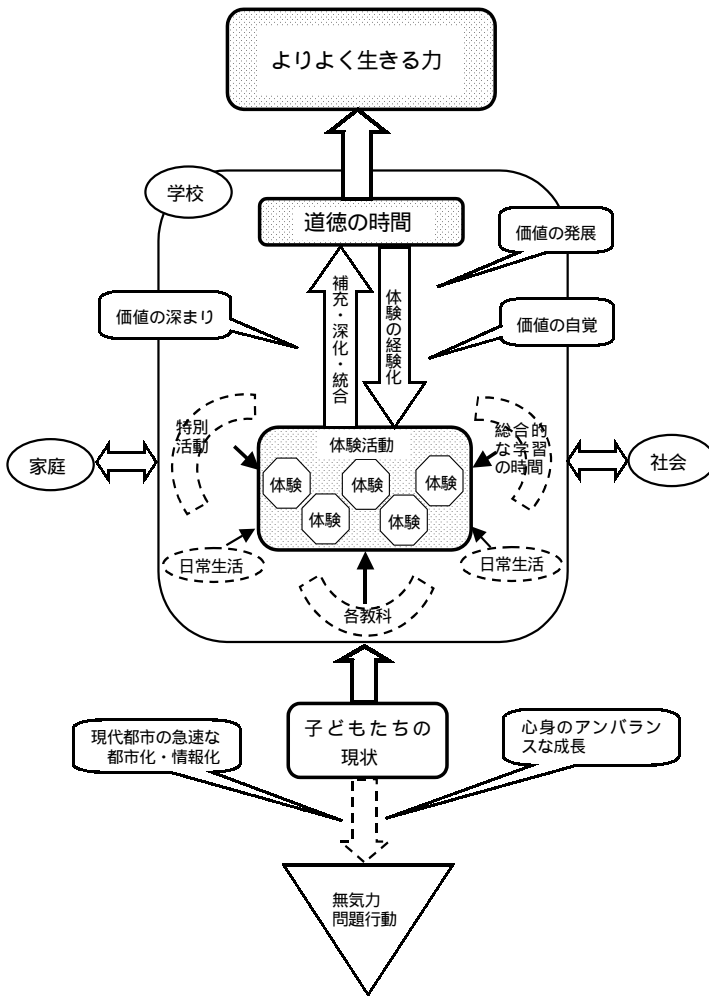 よりよく生きる力
学校
道徳の時間
価値の発展
価値の深まり
補充・深化・統合
体験の経験化
価値の自覚
特別
活動
体験活動
総合的
な学習
の時間
家庭
社会
体験
体験
体験
体験
体験
日常生活
日常生活
各教科
子どもたちの
現状
現代都市の急速な
都市化・情報化
心身のアンバラン
スな成長
無気力
問題行動